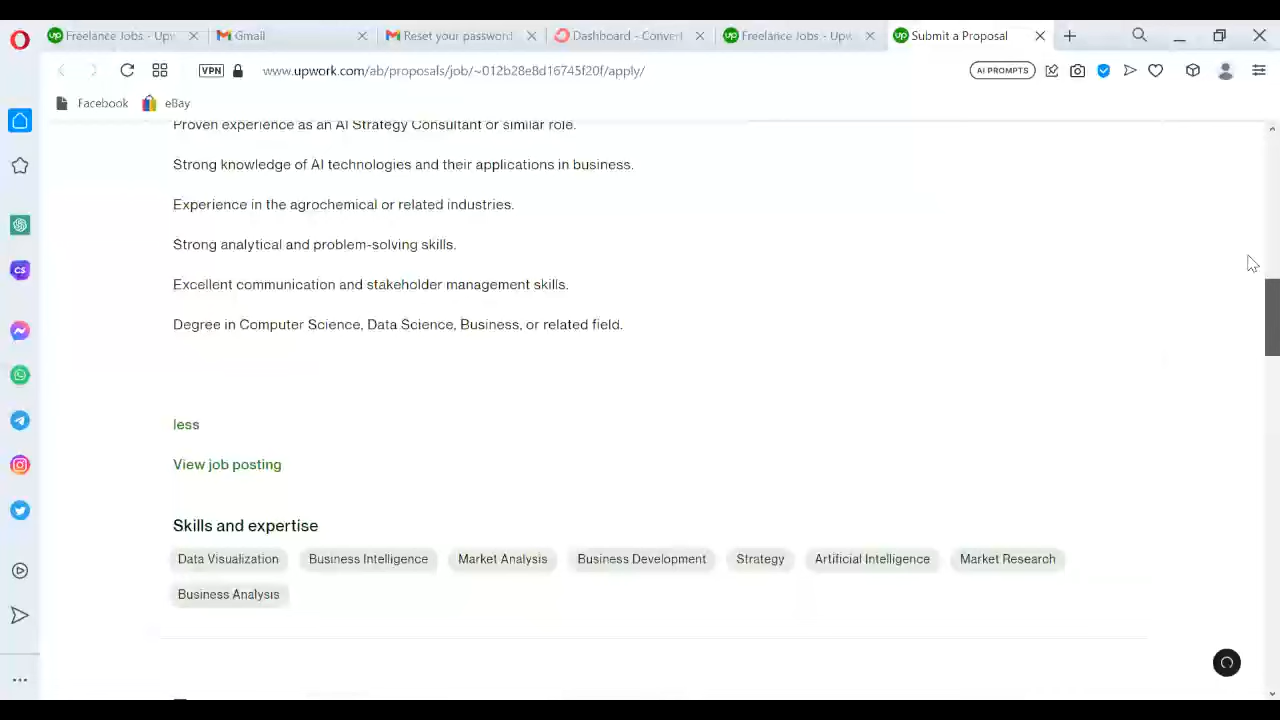 Freelance Jobs - Upw
Gmail
Reset your password
Dashboard - Convert
Freelance Jobs - Upw
Submit a Proposal
VPN
www.upwork.com/ab/proposals/job/~012b28e8d16745f20f/apply/
AI PROMPTS
Facebook
eBay
Proven experience as an AI Strategy Consultant or similar role.
Strong knowledge of AI technologies and their applications in business.
Experience in the agrochemical or related industries.
Strong analytical and problem-solving skills.
Excellent communication and stakeholder management skills.
Degree in Computer Science, Data Science, Business, or related field.
less
View job posting
Skills and expertise
Data Visualization
Business Intelligence
Market Analysis
Business Development
Strategy
Artificial Intelligence
Market Research
Business Analysis